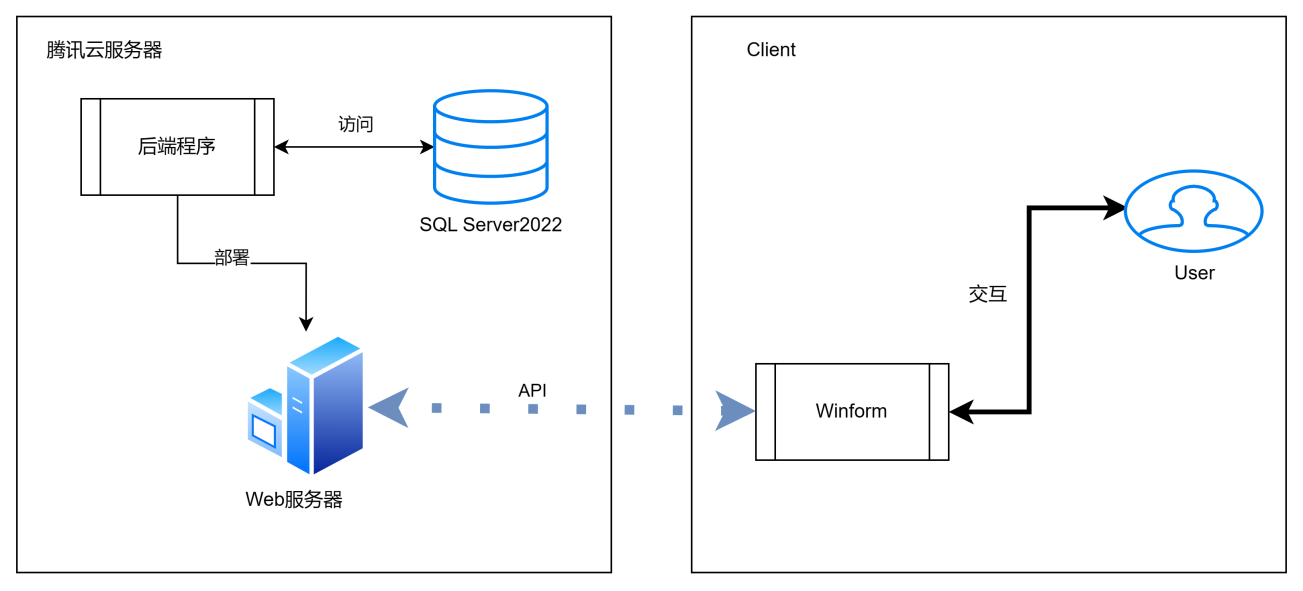 腾讯云服务器
后端程序
访问
SQL Server2022
部署
Web服务器
API
Client
User
交互
Winform